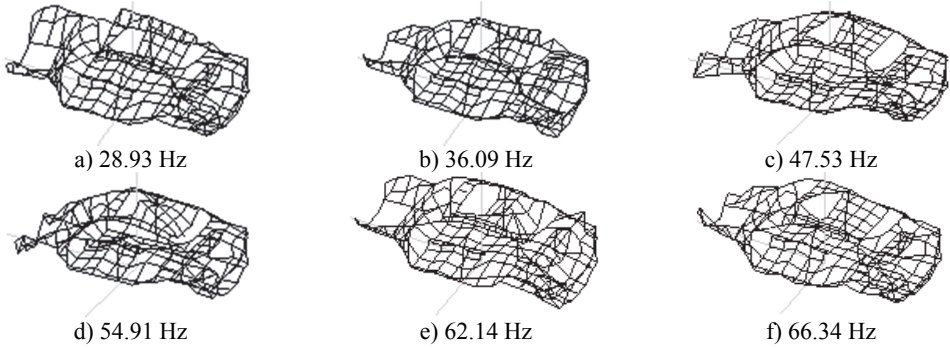 a) 28.93 Hz
b) 36.09 Hz
c) 47.53 Hz
d) 54.91 Hz
e) 62.14 Hz
f) 66.34 Hz